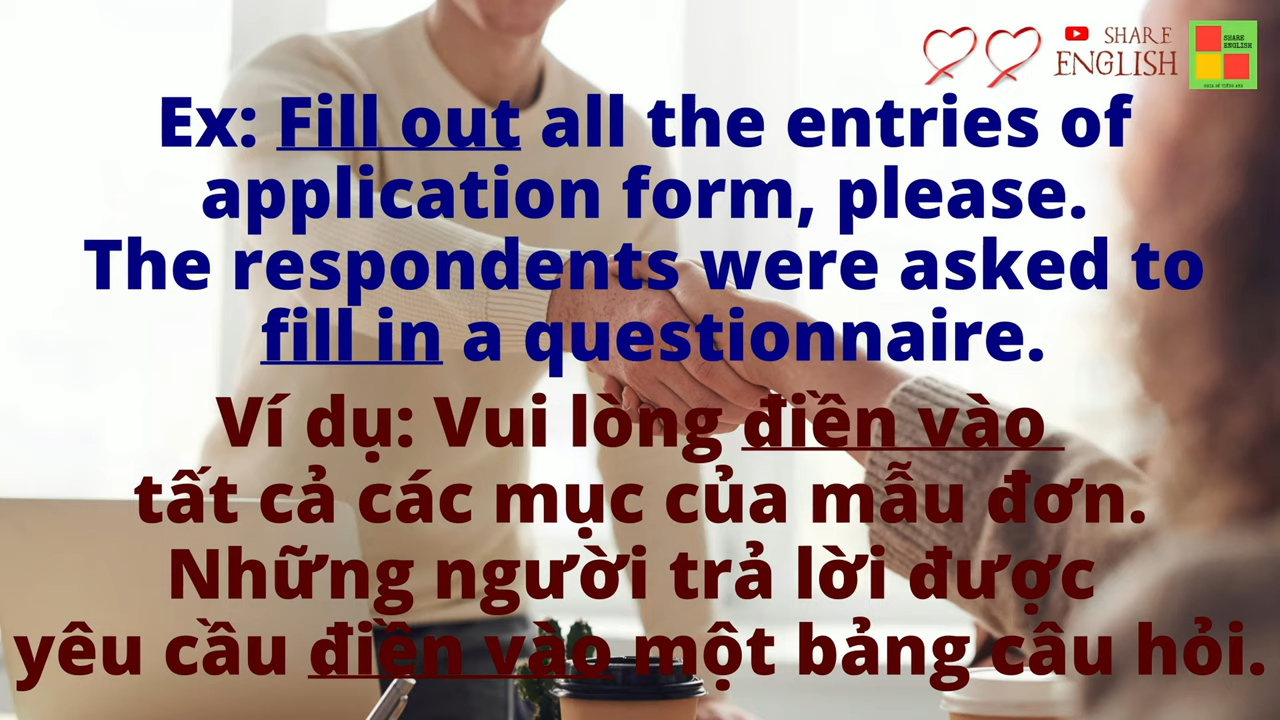 SHARE
ENGLISH
SHARE
ENGLISH
Ex: Fill out all the entries of
application form, please.
The respondents were asked to
fill in a questionnaire.
Ví dụ: Vui lòng điền vào
tất cả các mục của mẫu đơn.
Những người trả lời được
yêu cầu điền vào một bảng câu hỏi.